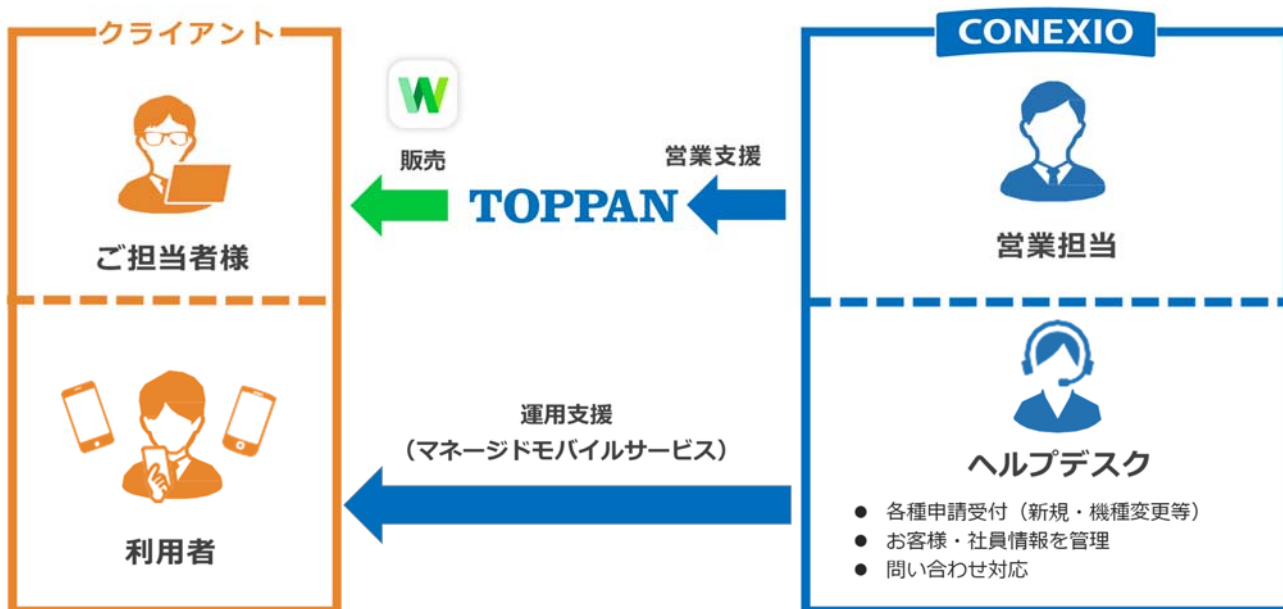 クライアント
CONEXIO
W
販売
営業支援
TOPPAN
ご担当者様
営業担当
運用支援
（マネージドモバイルサービス）
利用者
ヘルプデスク
● 各種申請受付（新規・機種変更等）
● お客様・社員情報を管理
● 問い合わせ対応